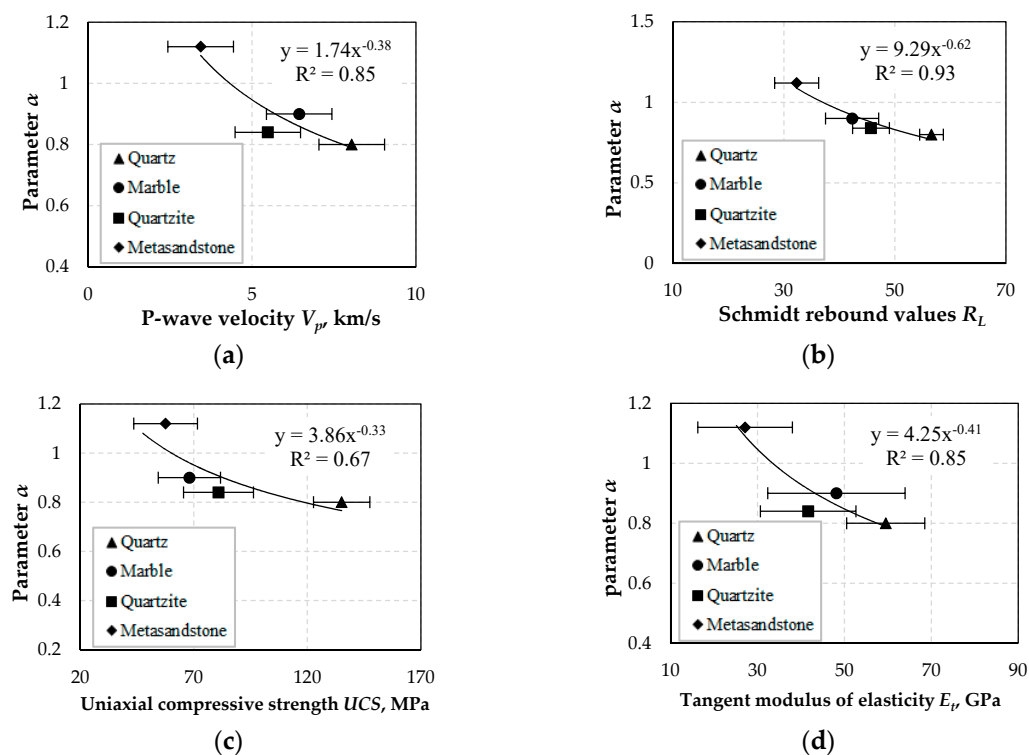 1.2
1
0.8
0.6
0.4
Parameter α
y = 1.74x^-0.38
R² = 0.85
Quartz
Marble
Quartzite
Metasandstone
0
5
10
P-wave velocity Vp, km/s
(a)
1.5
1
0.5
0
Parameter α
y = 9.29x^-0.62
R² = 0.93
Quartz
Marble
Quartzite
Metasandstone
10
30
50
70
Schmidt rebound values RL
(b)
1.2
1
0.8
0.6
0.4
0.2
Parameter α
y = 3.86x^-0.33
R² = 0.67
Quartz
Marble
Quartzite
Metasandstone
20
70
120
170
Uniaxial compressive strength UCS, MPa
(c)
1.2
1
0.8
0.6
0.4
parameter α
y = 4.25x^-0.41
R² = 0.85
Quartz
Marble
Quartzite
Metasandstone
10
30
50
70
90
Tangent modulus of elasticity Et, GPa
(d)